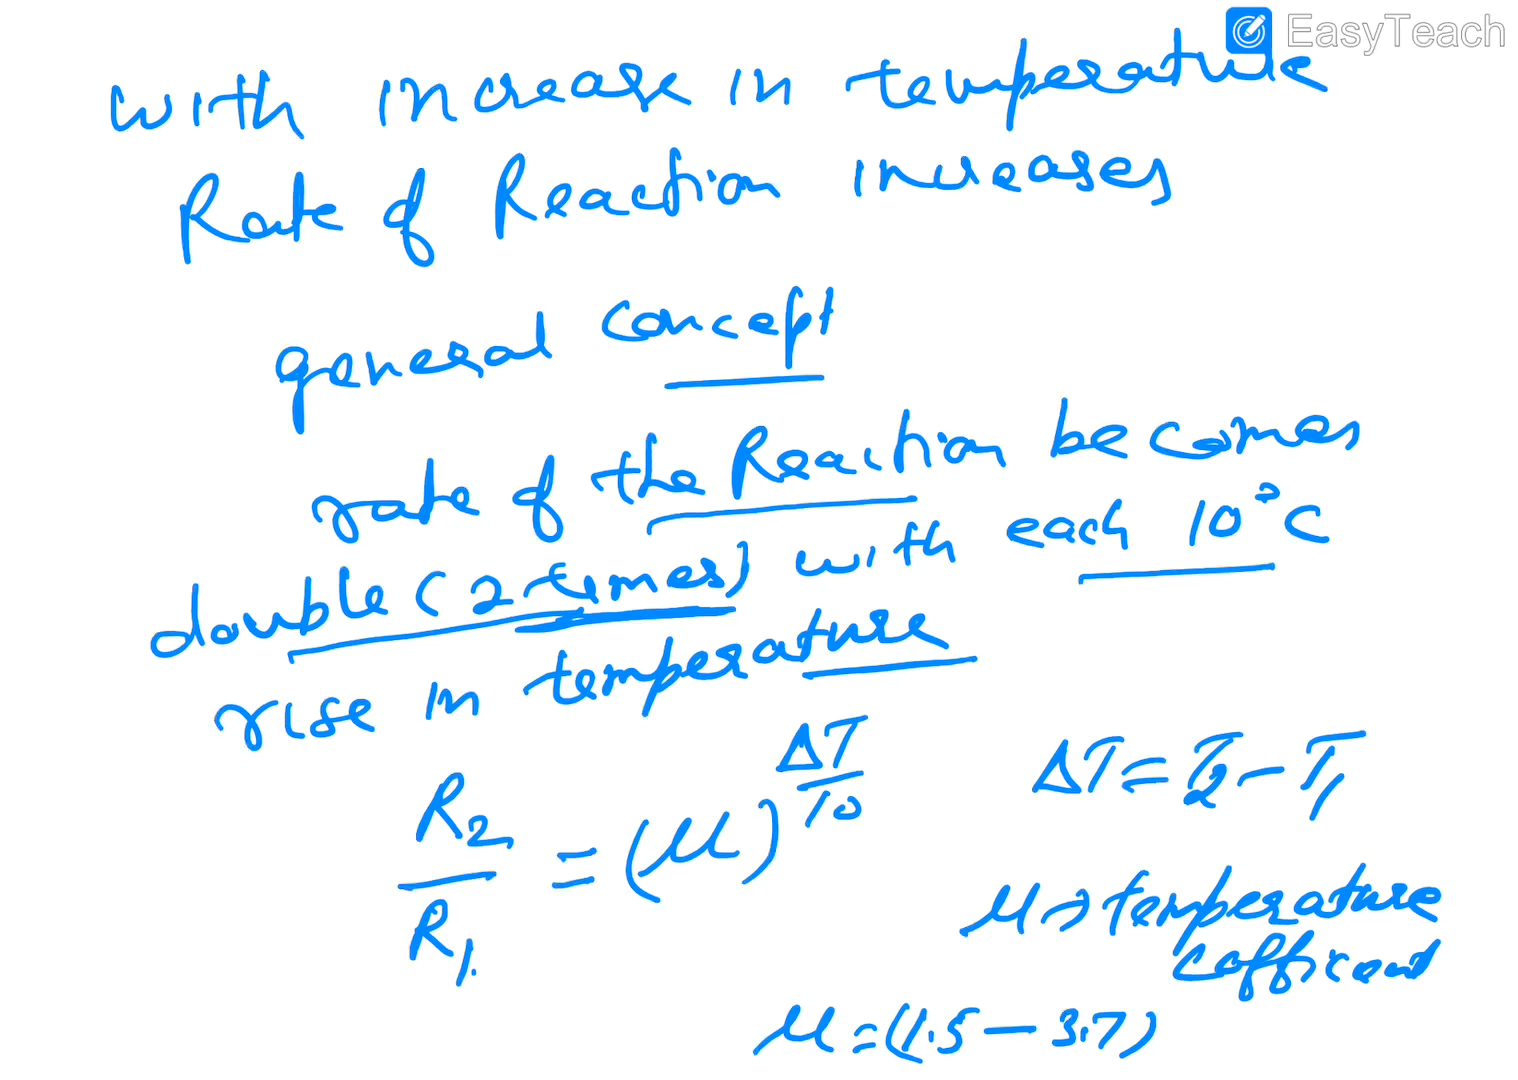 EasyTeach
with increase in temperature
Rate of Reaction increases
general concept
rate of the Reaction becomes
double (2 times) with each 10°C
rise in temperature
R2/R1 = (μ)^ΔT/10
ΔT = T2 - T1
μ → temperature
cofficent
μ = (1.5 - 3.7)